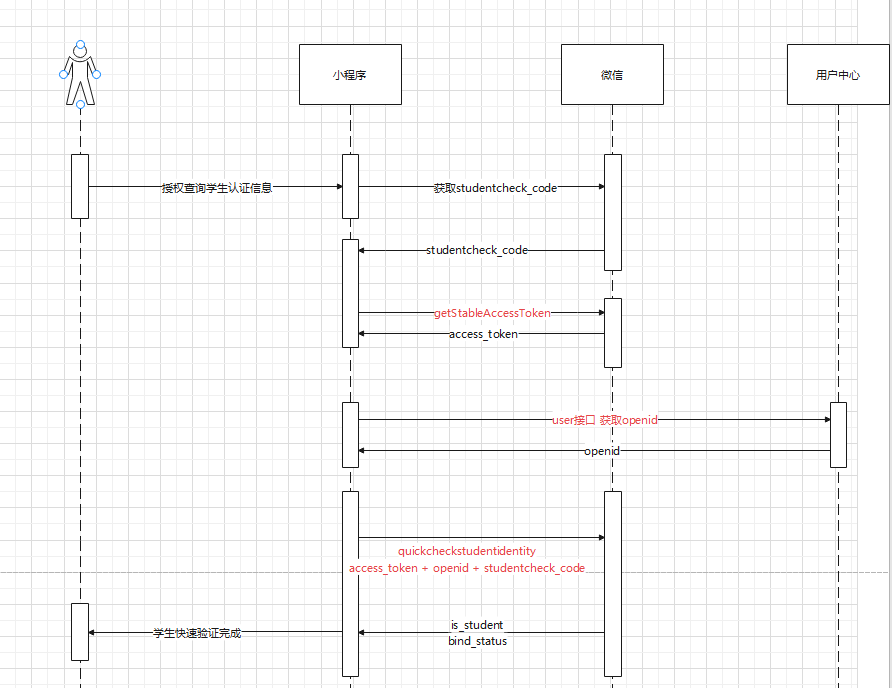 小程序
微信
用户中心
授权查询学生认证信息
获取studentcheck_code
studentcheck_code
getStableAccessToken
access_token
user接口 获取openid
openid
quickcheckstudentidentity
access_token + openid + studentcheck_code
学生快速验证完成
is_student
bind_status